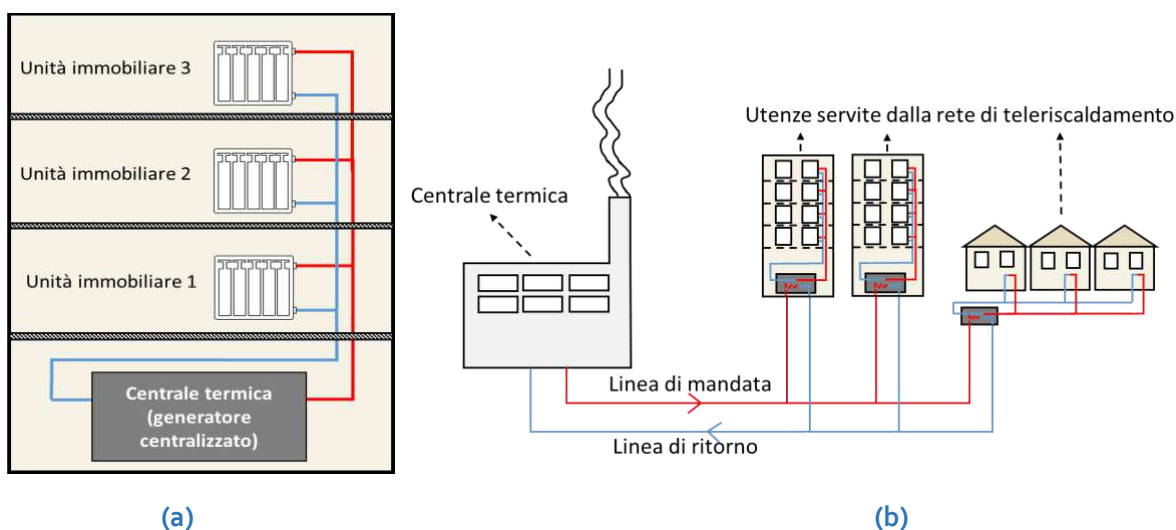 Unità immobiliare 3
Unità immobiliare 2
Unità immobiliare 1
Centrale termica
(generatore
centralizzato)
(a)
Utenze servite dalla rete di teleriscaldamento
Centrale termica
Linea di mandata
Linea di ritorno
(b)